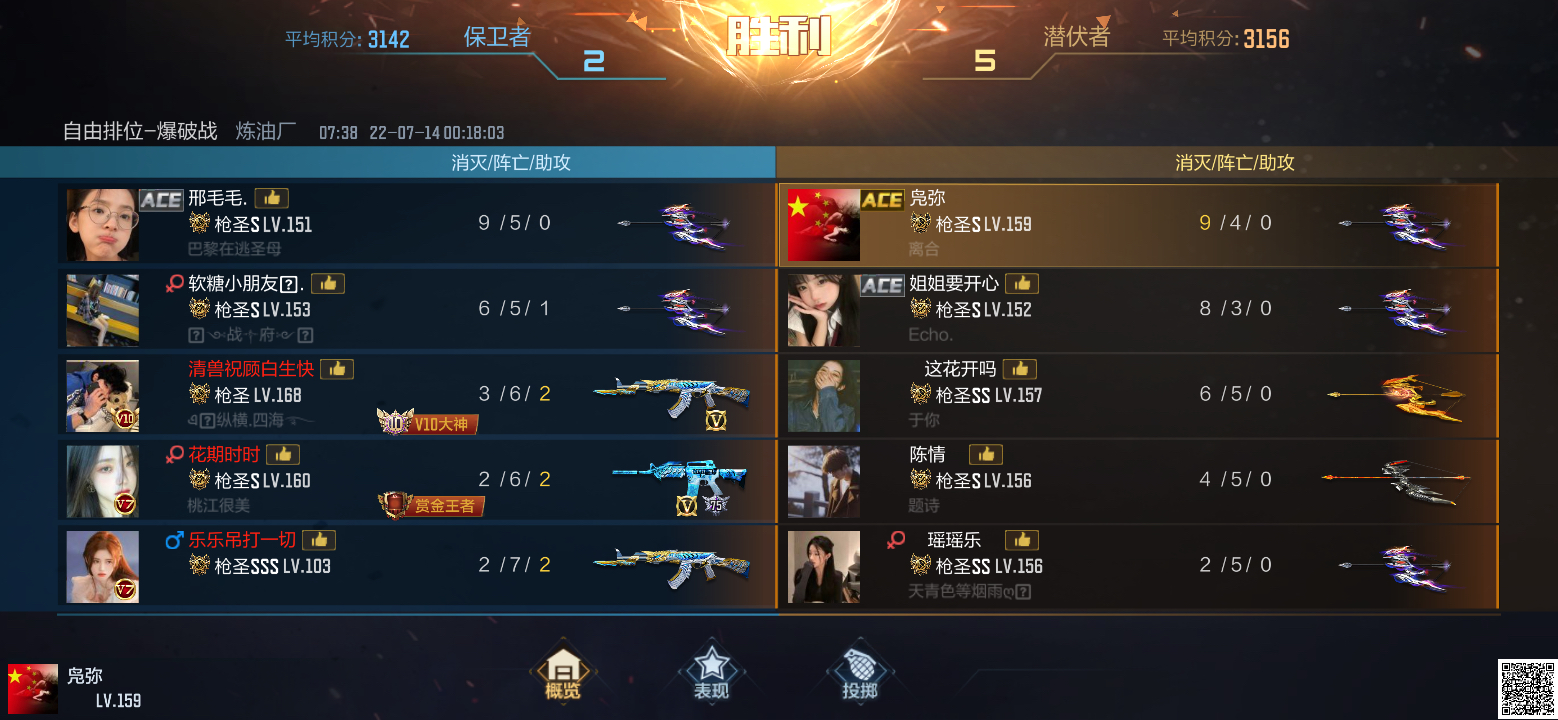 平均积分: 3142 保卫者 2 胜利 5 潜伏者 平均积分: 3156
自由排位-爆破战 炼油厂 07:38 22-07-14 00:18:03
消灭/阵亡/助攻 消灭/阵亡/助攻
ACE 邢毛毛.
枪圣S LV.151 9 /5/ 0
巴黎在逃圣母
软糖小朋友.
枪圣S LV.153 6 /5/ 1
战 府
清兽祝顾白生快
V10 枪圣 LV.168 3 /6/ 2
纵横.四海 10 V10大神 V
花期时时
V7 枪圣S LV.160 2 /6/ 2
桃江很美 赏金王者 V 75
乐乐吊打一切
V7 枪圣SSS LV.103 2 /7/ 2
ACE 凫弥
枪圣S LV.159 9 /4/ 0
离合
ACE 姐姐要开心
枪圣S LV.152 8 /3/ 0
Echo.
这花开吗
枪圣SS LV.157 6 /5/ 0
于你
陈情
枪圣S LV.156 4 /5/ 0
题诗
瑶瑶乐
枪圣SS LV.156 2 /5/ 0
天青色等烟雨
凫弥
LV.159
概览 表现 投掷